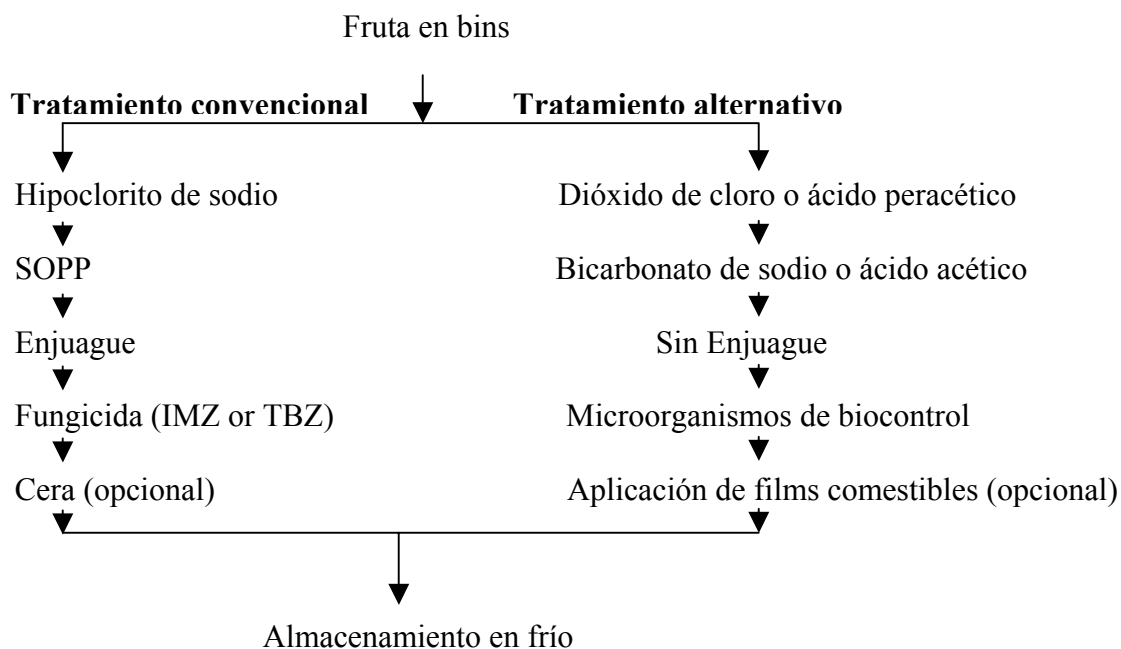 Fruta en bins
Tratamiento convencional Tratamiento alternativo
Hipoclorito de sodio Dióxido de cloro o ácido peracético
SOPP Bicarbonato de sodio o ácido acético
Enjuague Sin Enjuague
Fungicida (IMZ or TBZ) Microorganismos de biocontrol
Cera (opcional) Aplicación de films comestibles (opcional)
Almacenamiento en frío